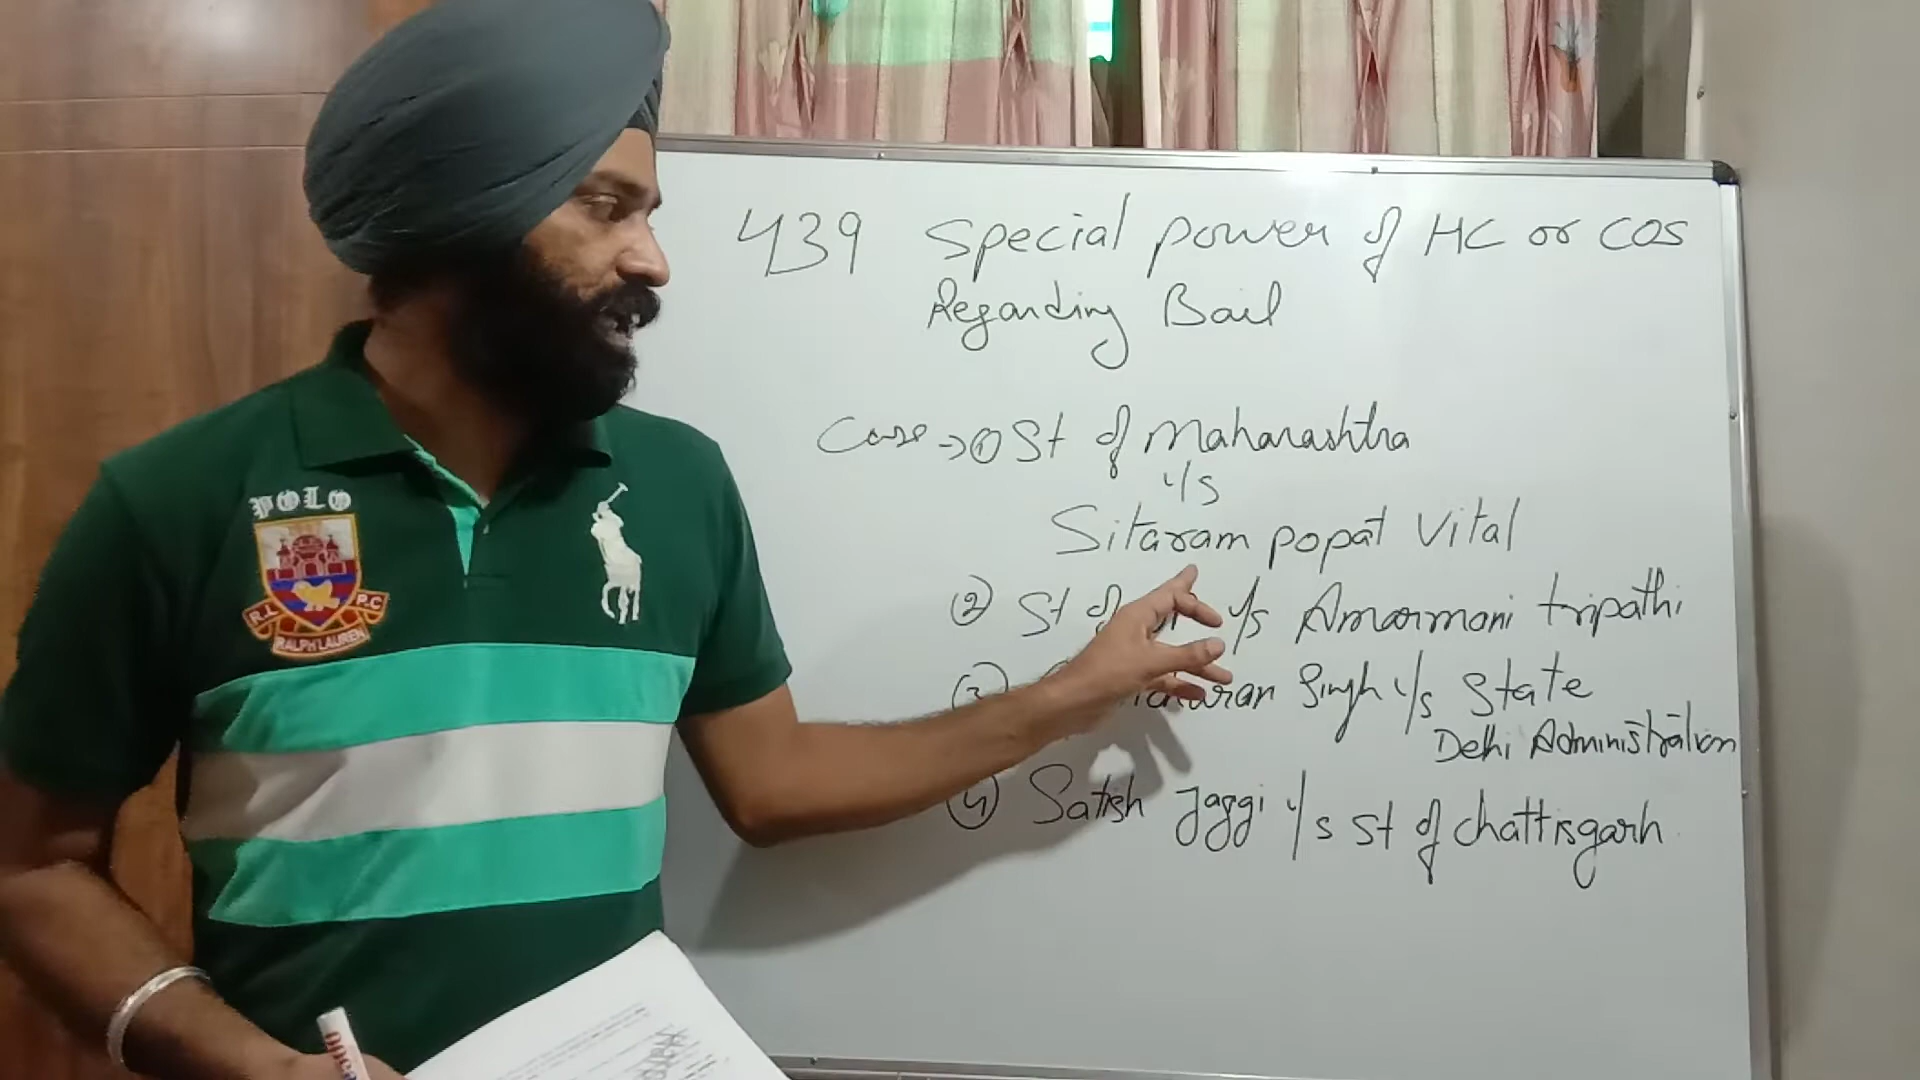 439 Special power of HC or COS
Regarding Bail
Case → ① St of Maharashtra
v/s
Sitaram popat Vital
② St of v/s Amarmani tripathi
③ Singh v/s State
Delhi Administration
④ Satish Jaggi v/s St of Chattisgarh
POLO
R.L P.C
RALPH LAUREN